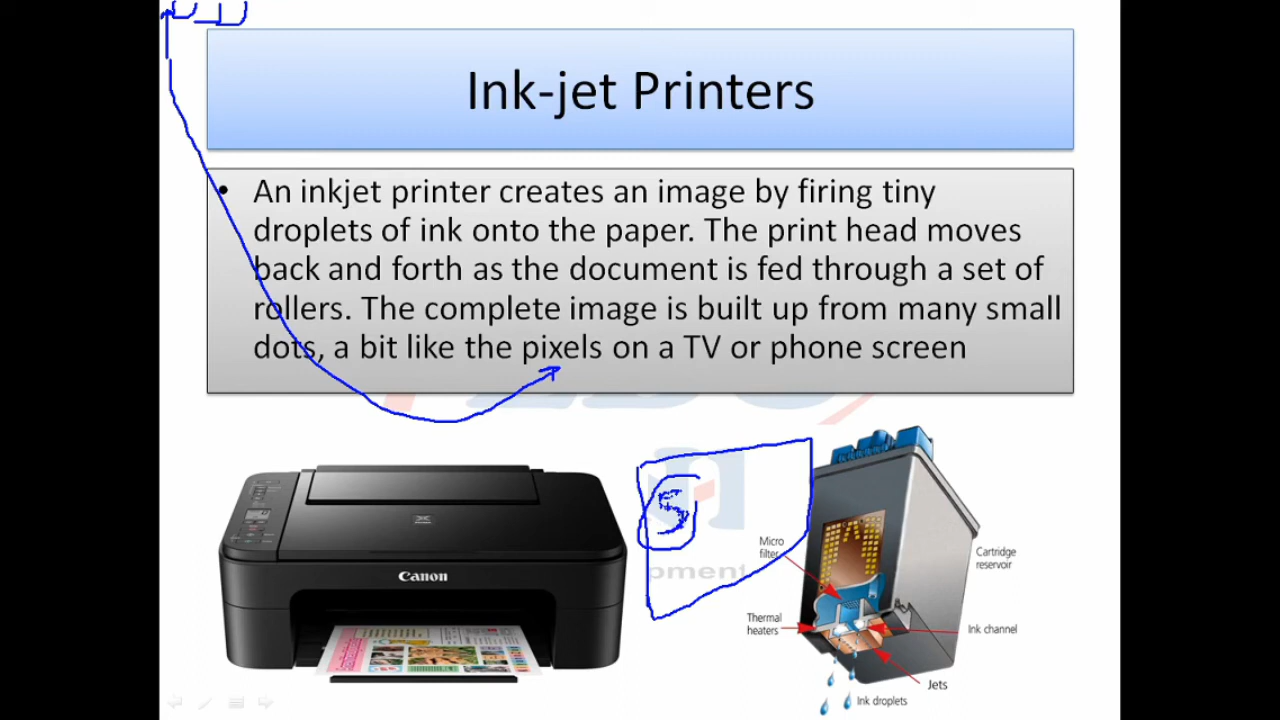 Ink-jet Printers
• An inkjet printer creates an image by firing tiny
droplets of ink onto the paper. The print head moves
back and forth as the document is fed through a set of
rollers. The complete image is built up from many small
dots, a bit like the pixels on a TV or phone screen
S
pment
Canon
Micro
filter
Cartridge
reservoir
Thermal
heaters
Ink channel
Jets
Ink droplets